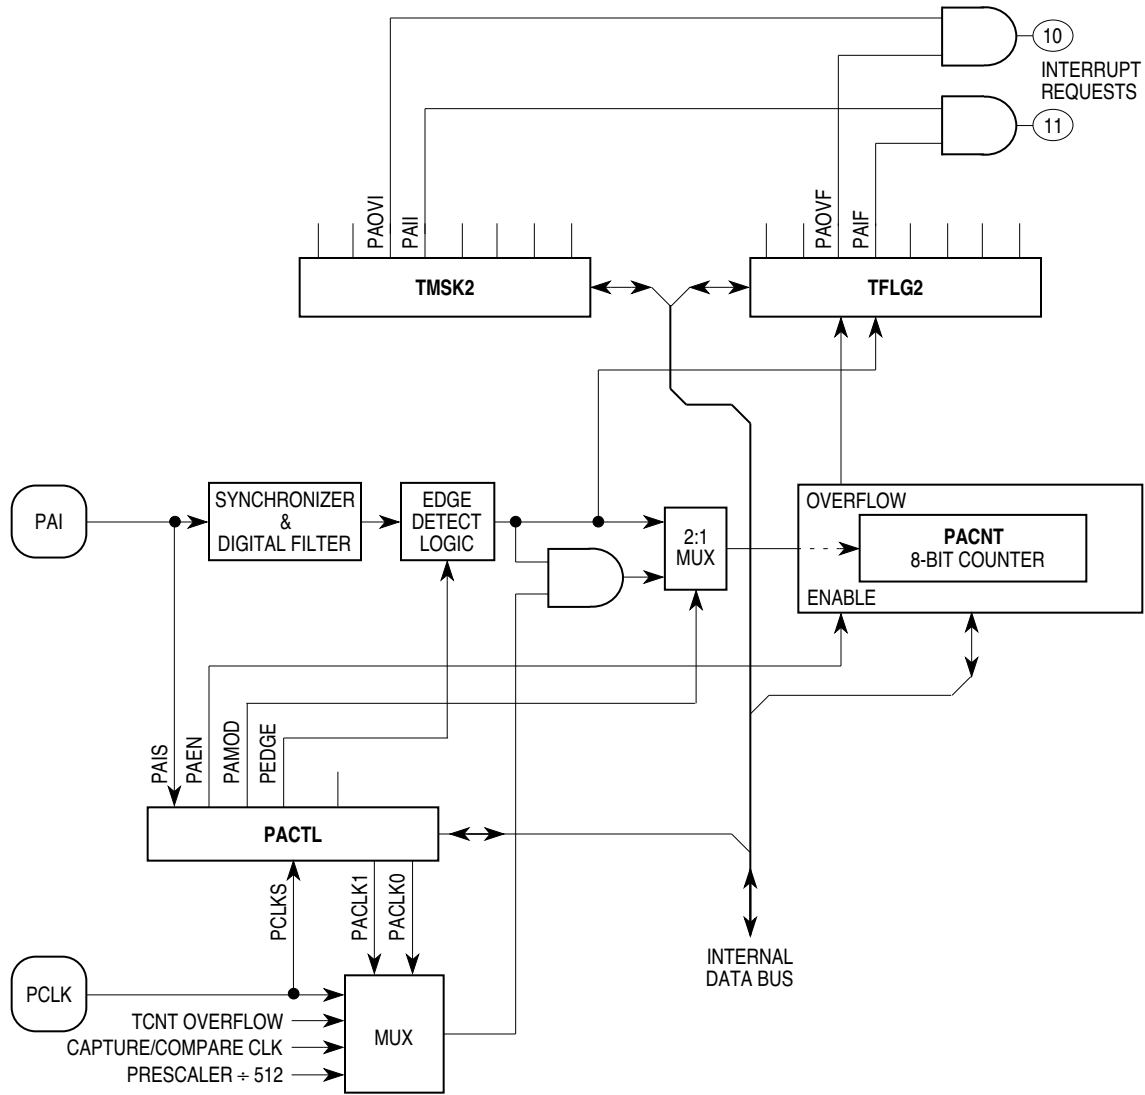 10
INTERRUPT
REQUESTS
11
PAOVI
PAII
PAOVF
PAIF
TMSK2
TFLG2
PAI
SYNCHRONIZER
&
DIGITAL FILTER
EDGE
DETECT
LOGIC
2:1
MUX
OVERFLOW
PACNT
8-BIT COUNTER
ENABLE
PAIS
PAEN
PAMOD
PEDGE
PACTL
PCLKS
PACLK1
PACLK0
INTERNAL
DATA BUS
PCLK
TCNT OVERFLOW
CAPTURE/COMPARE CLK
PRESCALER ÷ 512
MUX